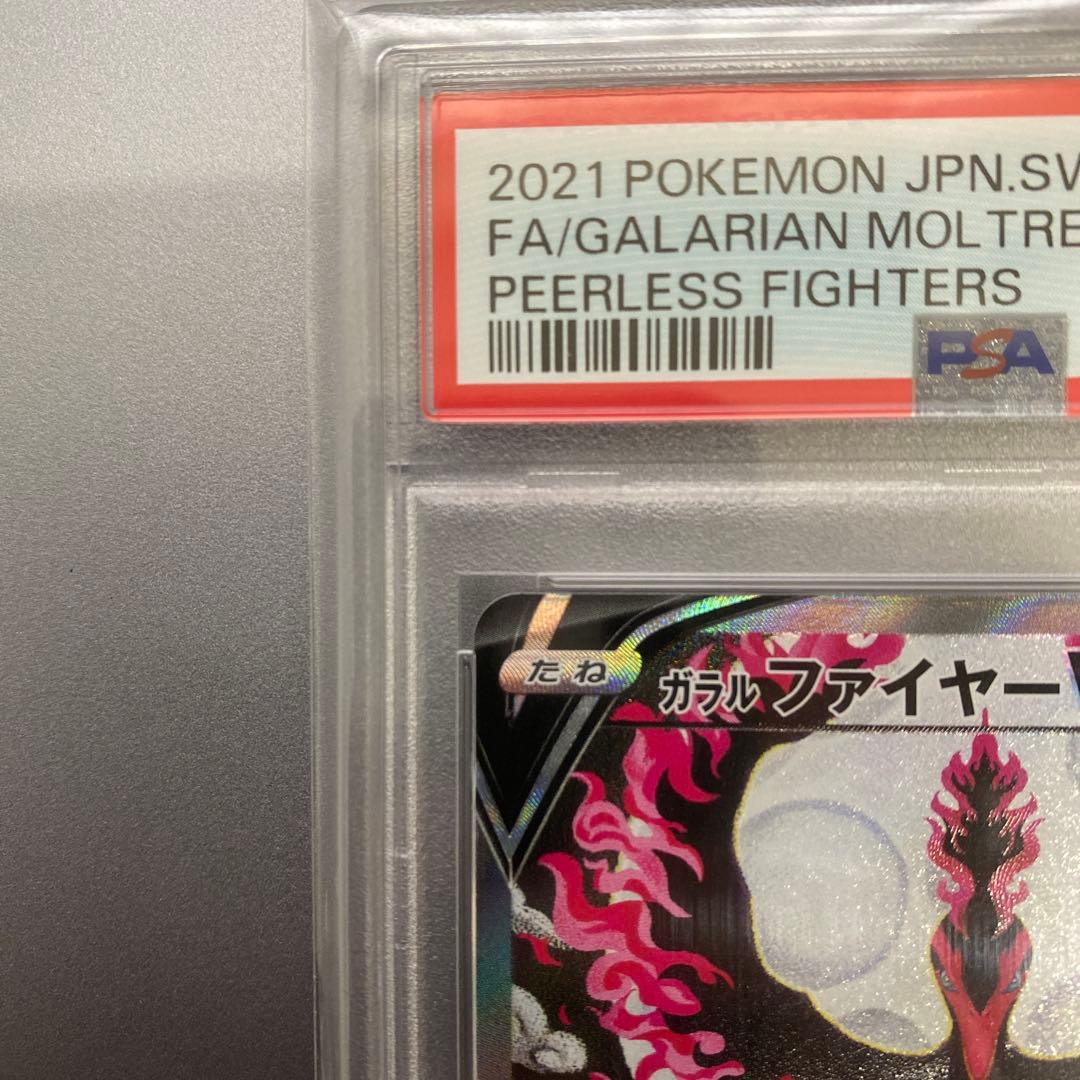 2021 POKEMON JPN.SW
FA/GALARIAN MOLTRE
PEERLESS FIGHTERS
PSA
たね
ガラル ファイヤー